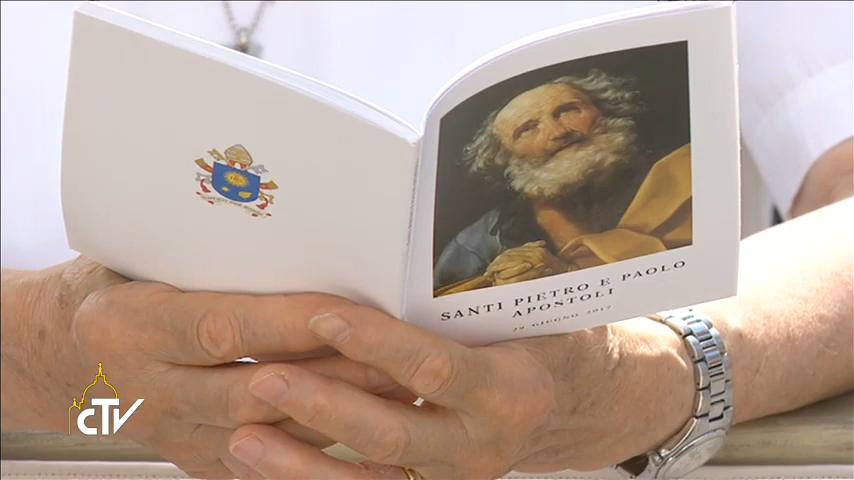 SANTI PIETRO E PAOLO
APOSTOLI
29 GIUGNO 2017
CTV